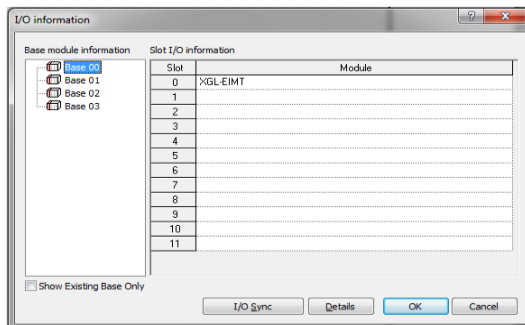 I/O information
Base module information
Slot I/O information
Base 00
Base 01
Base 02
Base 03
Slot Module
0 XGL-EIMT
1
2
3
4
5
6
7
8
9
10
11
Show Existing Base Only
I/O Sync Details OK Cancel